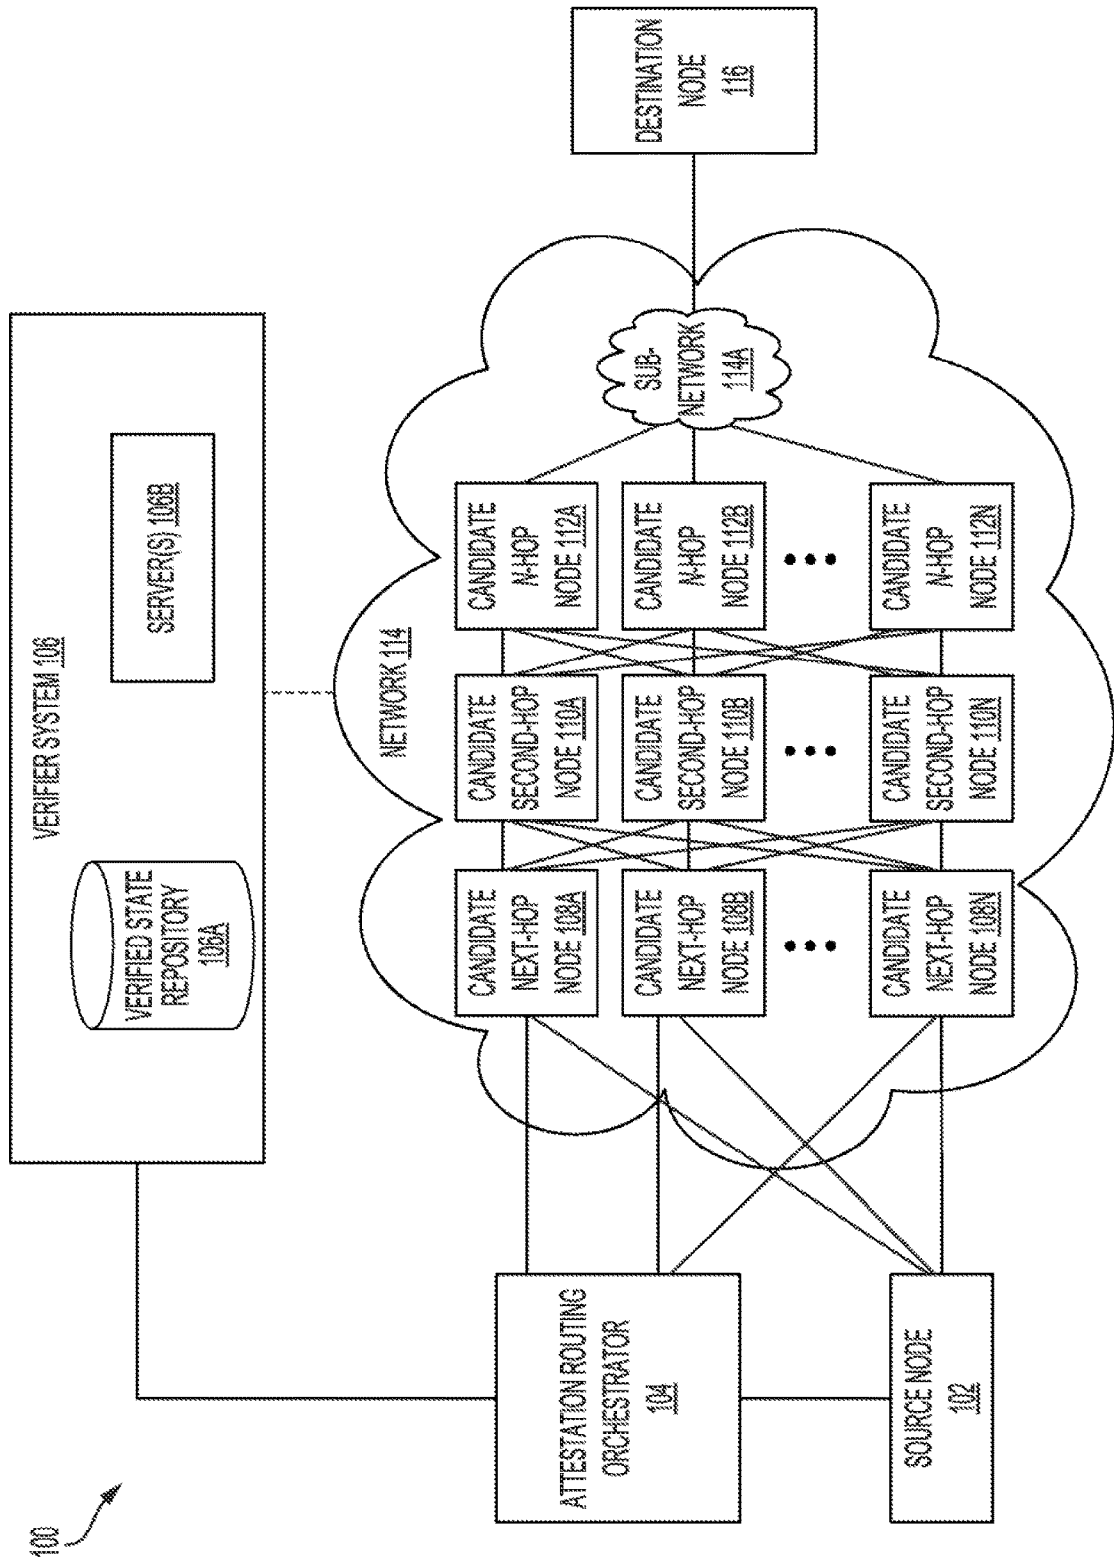 100
VERIFIER SYSTEM 106
VERIFIED STATE
REPOSITORY
106A
SERVER(S) 106B
NETWORK 114
ATTESTATION ROUTING
ORCHESTRATOR
104
SOURCE NODE
102
CANDIDATE
NEXT-HOP
NODE 108A
CANDIDATE
SECOND-HOP
NODE 110A
CANDIDATE
N-HOP
NODE 112A
CANDIDATE
NEXT-HOP
NODE 108B
CANDIDATE
SECOND-HOP
NODE 110B
CANDIDATE
N-HOP
NODE 112B
CANDIDATE
NEXT-HOP
NODE 108N
CANDIDATE
SECOND-HOP
NODE 110N
CANDIDATE
N-HOP
NODE 112N
SUB-
NETWORK
114A
DESTINATION
NODE
116